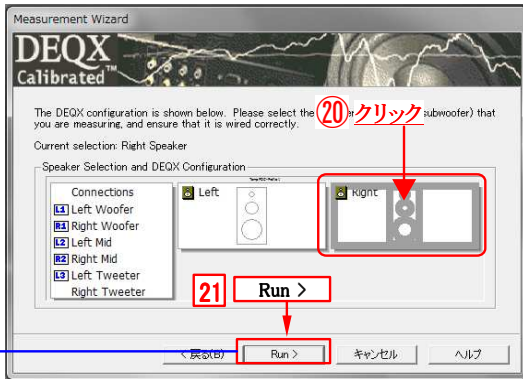 Measurement Wizard
DEQX
Calibrated™
The DEQX configuration is shown below. Please select the ⑳ クリック subwoofer) that
you are measuring, and ensure that it is wired correctly.
Current selection: Right Speaker
Speaker Selection and DEQX Configuration
Connections
L1 Left Woofer
R1 Right Woofer
L2 Left Mid
R2 Right Mid
L3 Left Tweeter
Right Tweeter
Left
Right
21 Run >
< 戻る(B)
Run >
キャンセル
ヘルプ